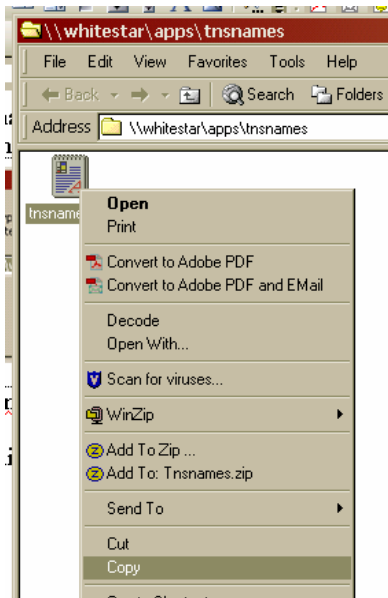 \\whitestar\apps\tnsnames
File Edit View Favorites Tools Help
Back Search Folders
Address \\whitestar\apps\tnsnames
tnsname
Open
Print
Convert to Adobe PDF
Convert to Adobe PDF and EMail
Decode
Open With...
Scan for viruses...
WinZip
Add To Zip ...
Add To: Tnsnames.zip
Send To
Cut
Copy